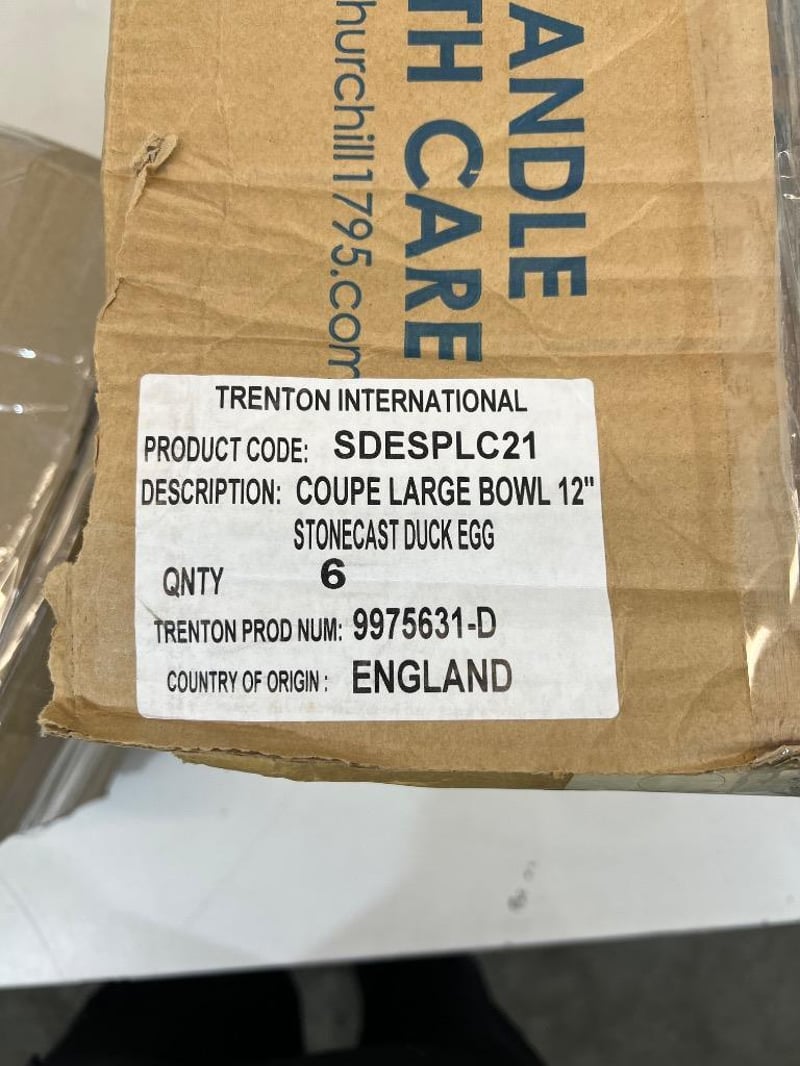 ANDLE
TH CARE
hurchill1795.com
TRENTON INTERNATIONAL
PRODUCT CODE: SDESPLC21
DESCRIPTION: COUPE LARGE BOWL 12"
STONECAST DUCK EGG
QNTY 6
TRENTON PROD NUM: 9975631-D
COUNTRY OF ORIGIN : ENGLAND